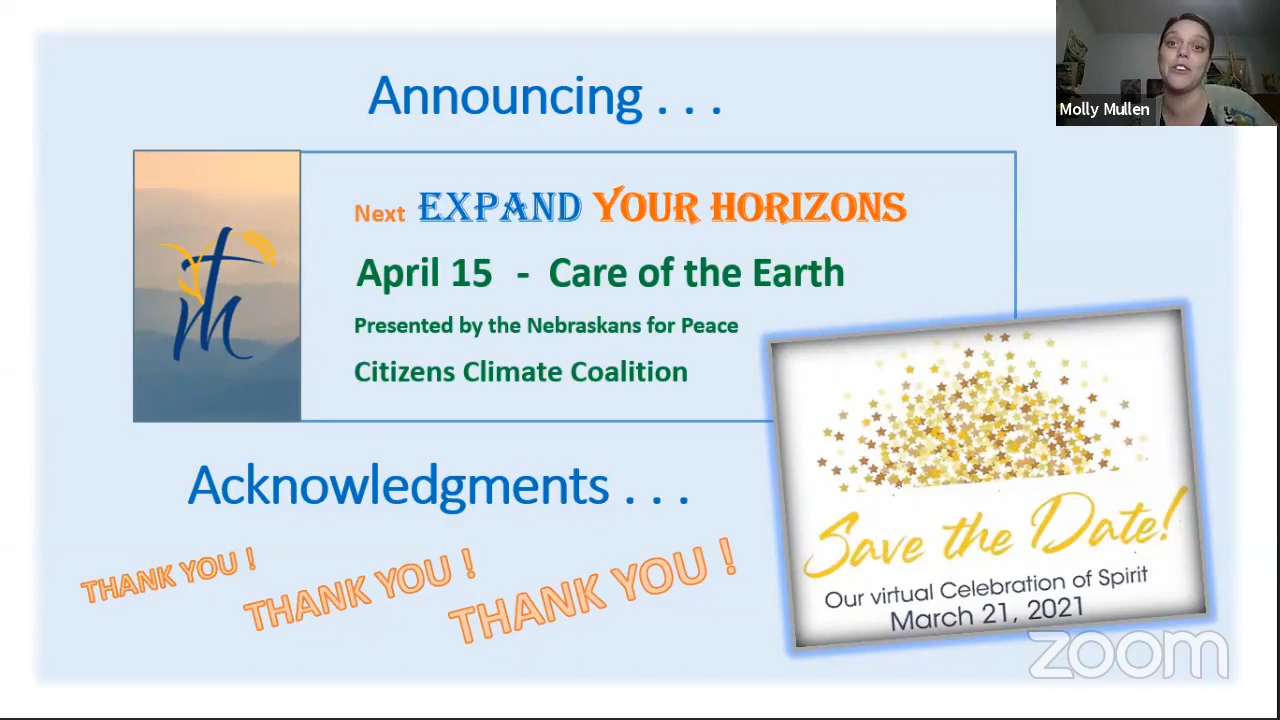 Announcing . . .
Molly Mullen
Next EXPAND YOUR HORIZONS
April 15 - Care of the Earth
Presented by the Nebraskans for Peace
Citizens Climate Coalition
Acknowledgments . . .
THANK YOU !
THANK YOU !
THANK YOU !
Save the Date!
Our virtual Celebration of Spirit
March 21, 2021
zoom